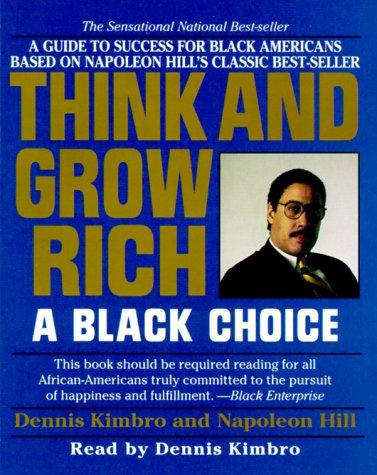 The Sensational National Best-seller
A GUIDE TO SUCCESS FOR BLACK AMERICANS
BASED ON NAPOLEON HILL'S CLASSIC BEST-SELLER
THINK AND
GROW
RICH
A BLACK CHOICE
This book should be required reading for all
African-Americans truly committed to the pursuit
of happiness and fulfillment. —Black Enterprise
Dennis Kimbro and Napoleon Hill
Read by Dennis Kimbro